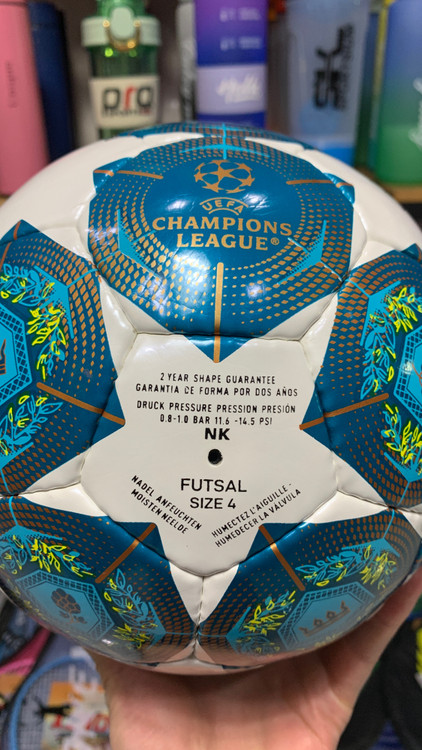 pro
UEFA
CHAMPIONS
LEAGUE®
2 YEAR SHAPE GUARANTEE
GARANTIA DE FORMA POR DOS AÑOS
DRUCK PRESSURE PRESSION PRESIÓN
0.8-1.0 BAR 11.6 -14.5 PSI
NK
FUTSAL
SIZE 4
NADEL ANFEUCHTEN
MOISTEN NEELDE
HUMECTEZ L'AIGUILLE -
HUMEDECER LA VÁLVULA